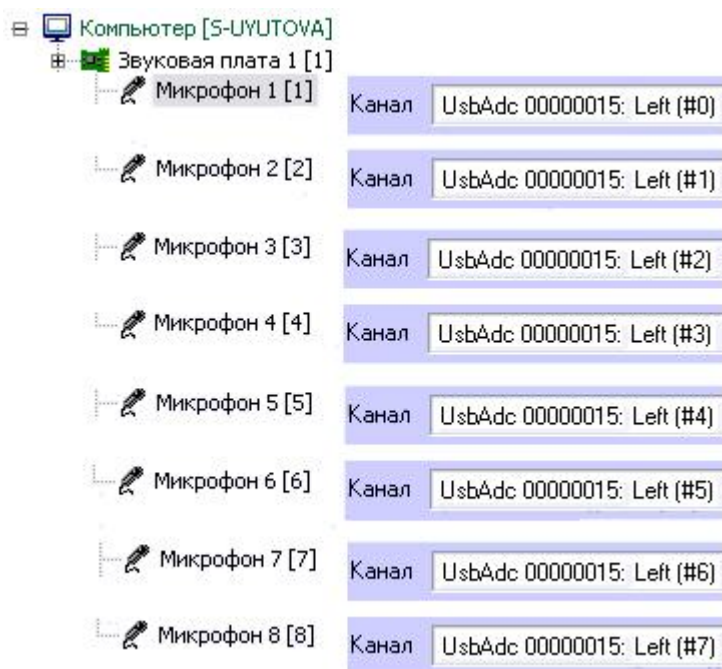 Компьютер [S-UYUTOVA]
Звуковая плата 1 [1]
Микрофон 1 [1] Канал UsbAdc 00000015: Left (#0)
Микрофон 2 [2] Канал UsbAdc 00000015: Left (#1)
Микрофон 3 [3] Канал UsbAdc 00000015: Left (#2)
Микрофон 4 [4] Канал UsbAdc 00000015: Left (#3)
Микрофон 5 [5] Канал UsbAdc 00000015: Left (#4)
Микрофон 6 [6] Канал UsbAdc 00000015: Left (#5)
Микрофон 7 [7] Канал UsbAdc 00000015: Left (#6)
Микрофон 8 [8] Канал UsbAdc 00000015: Left (#7)